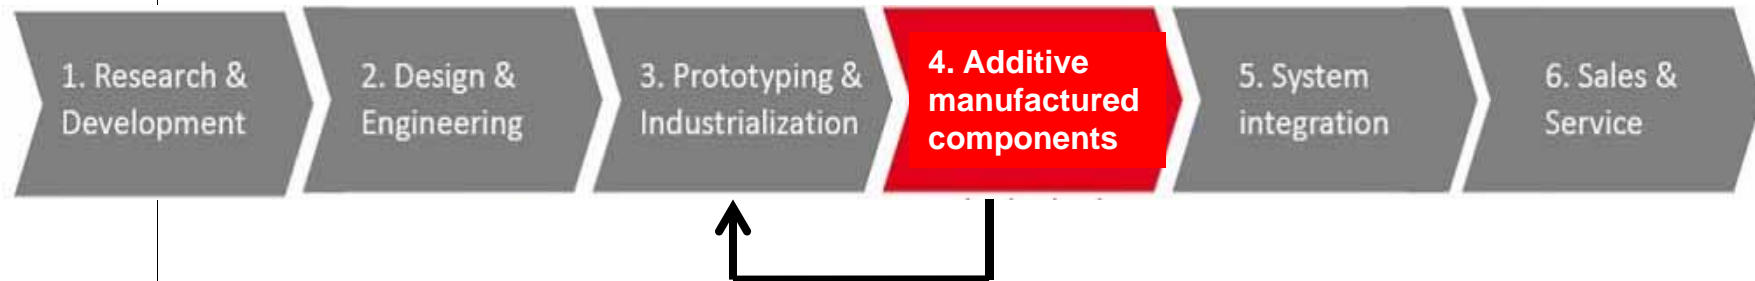 1. Research &
Development
2. Design &
Engineering
3. Prototyping &
Industrialization
4. Additive
manufactured
components
5. System
integration
6. Sales &
Service